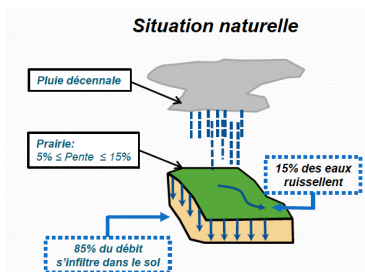 Situation naturelle
Pluie décennale
Prairie:
5% ≤ Pente ≤ 15%
15% des eaux
ruissellent
85% du débit
s'infiltre dans le sol